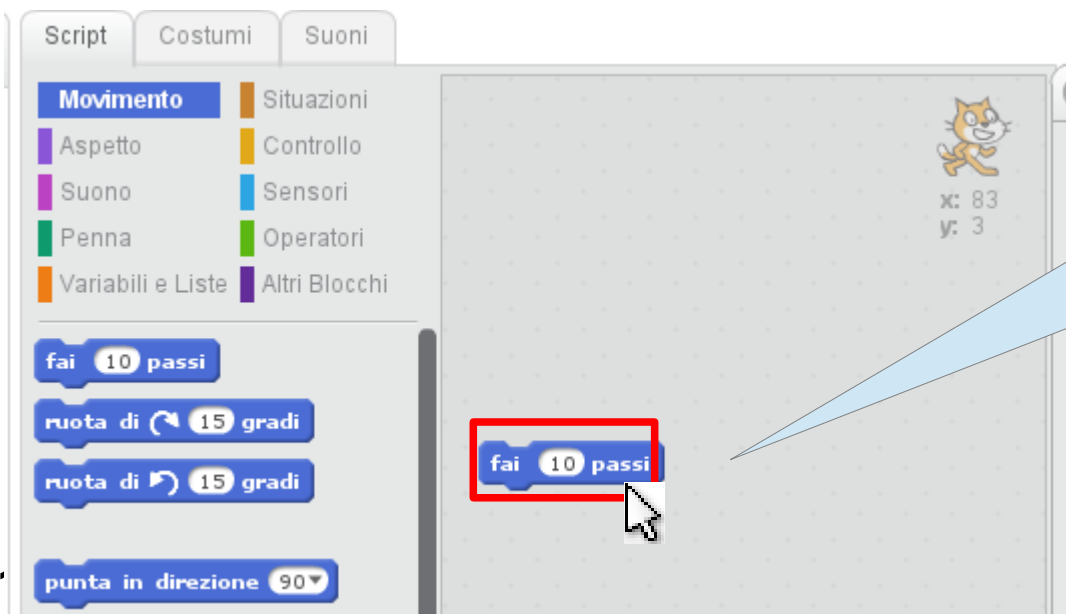 Script Costumi Suoni
Movimento Situazioni
Aspetto Controllo
Suono Sensori
Penna Operatori
Variabili e Liste Altri Blocchi
x: 83
y: 3
fai 10 passi
ruota di 15 gradi
ruota di 15 gradi
punta in direzione 90
fai 10 passi